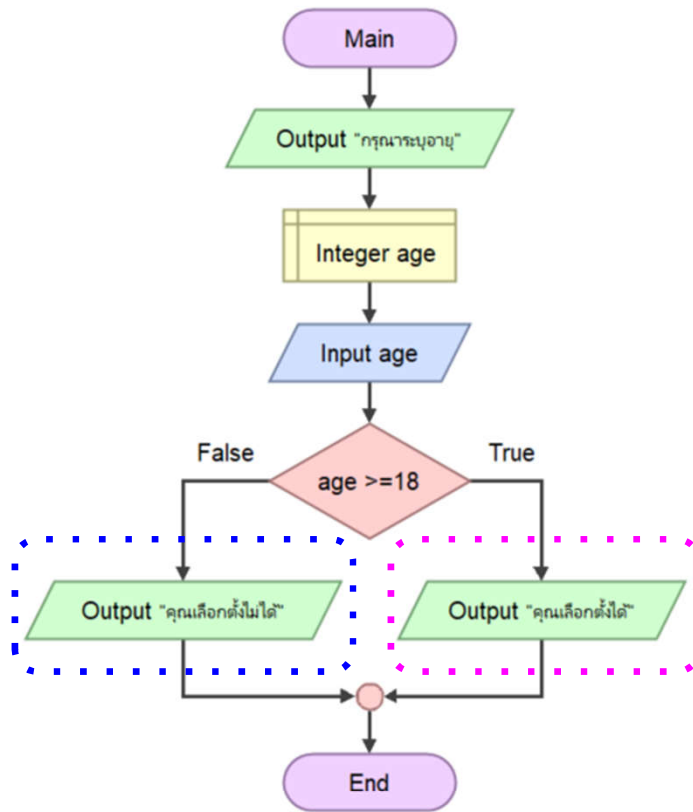 Main
Output "กรุณาระบุอายุ"
Integer age
Input age
False
True
age >=18
Output "คุณเลือกตั้งไม่ได้"
Output "คุณเลือกตั้งได้"
End